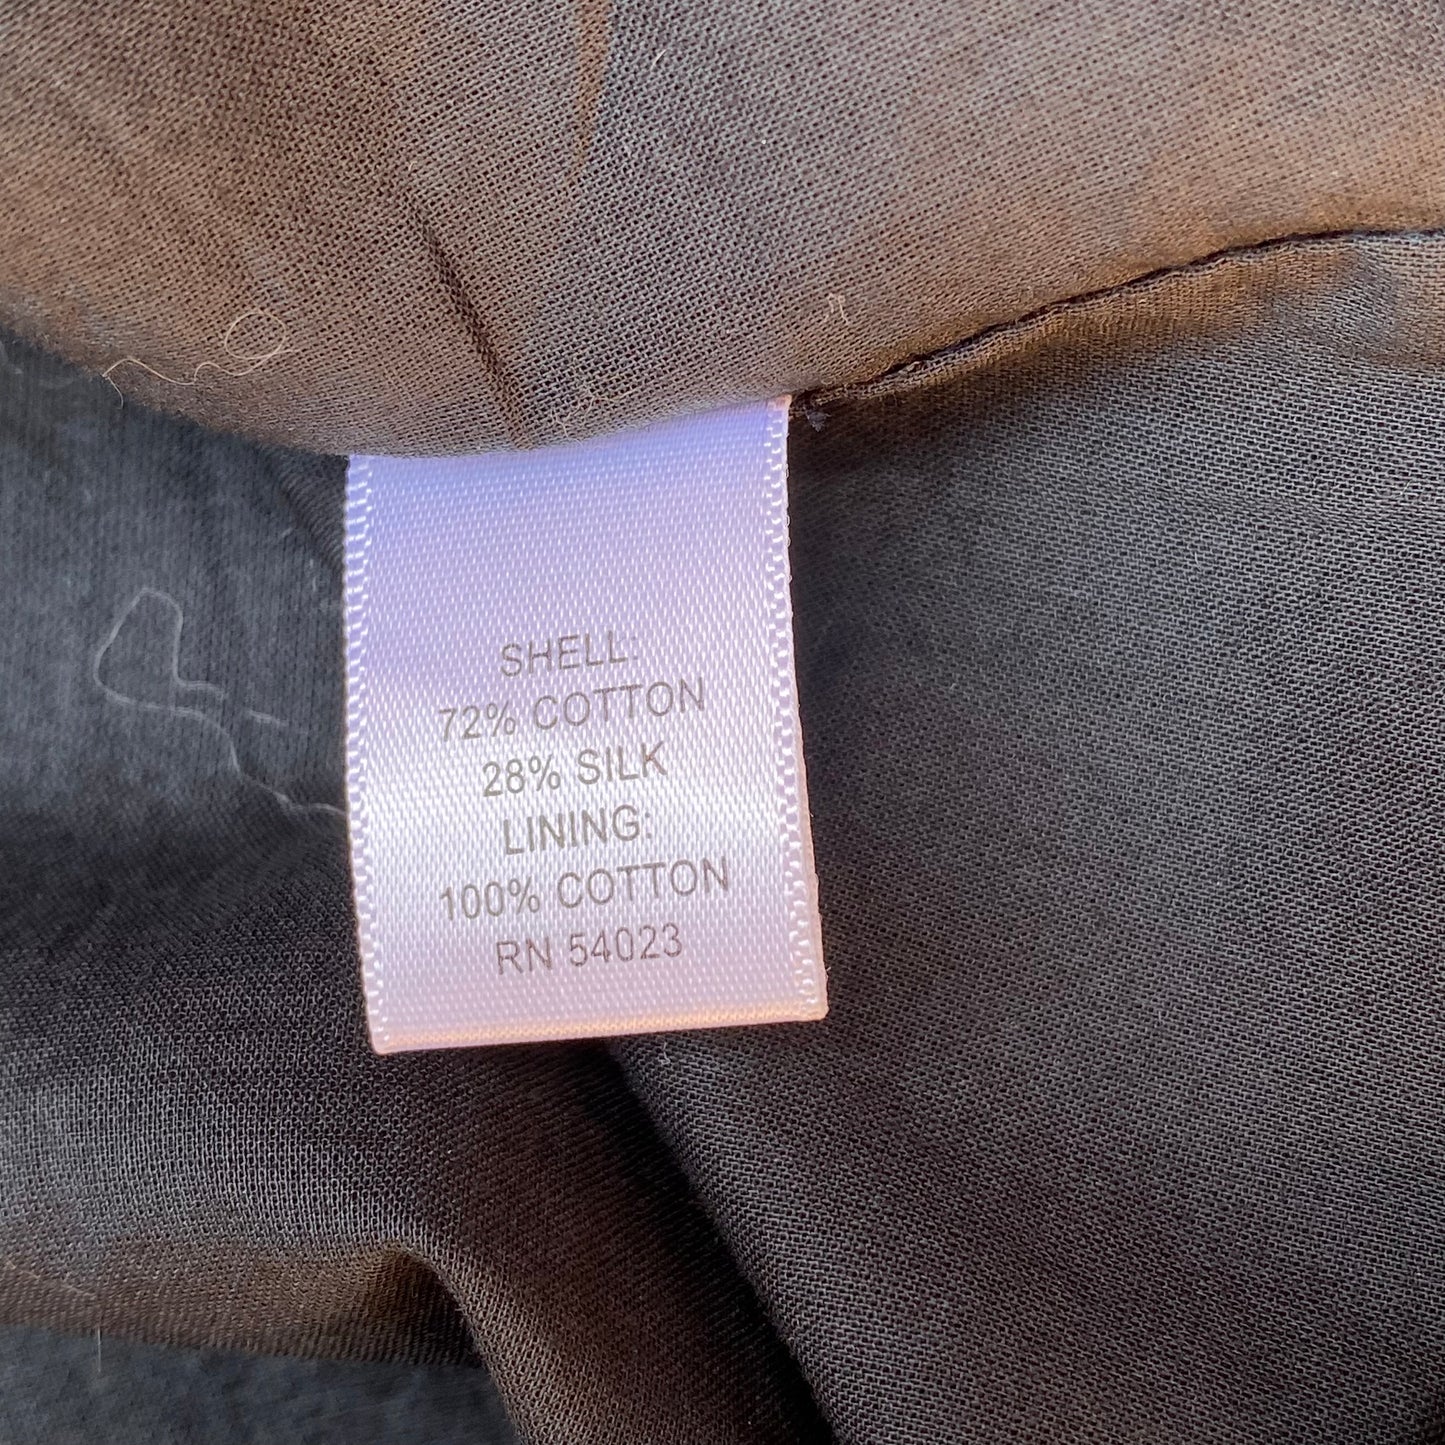 SHELL:
72% COTTON
28% SILK
LINING:
100% COTTON
RN 54023